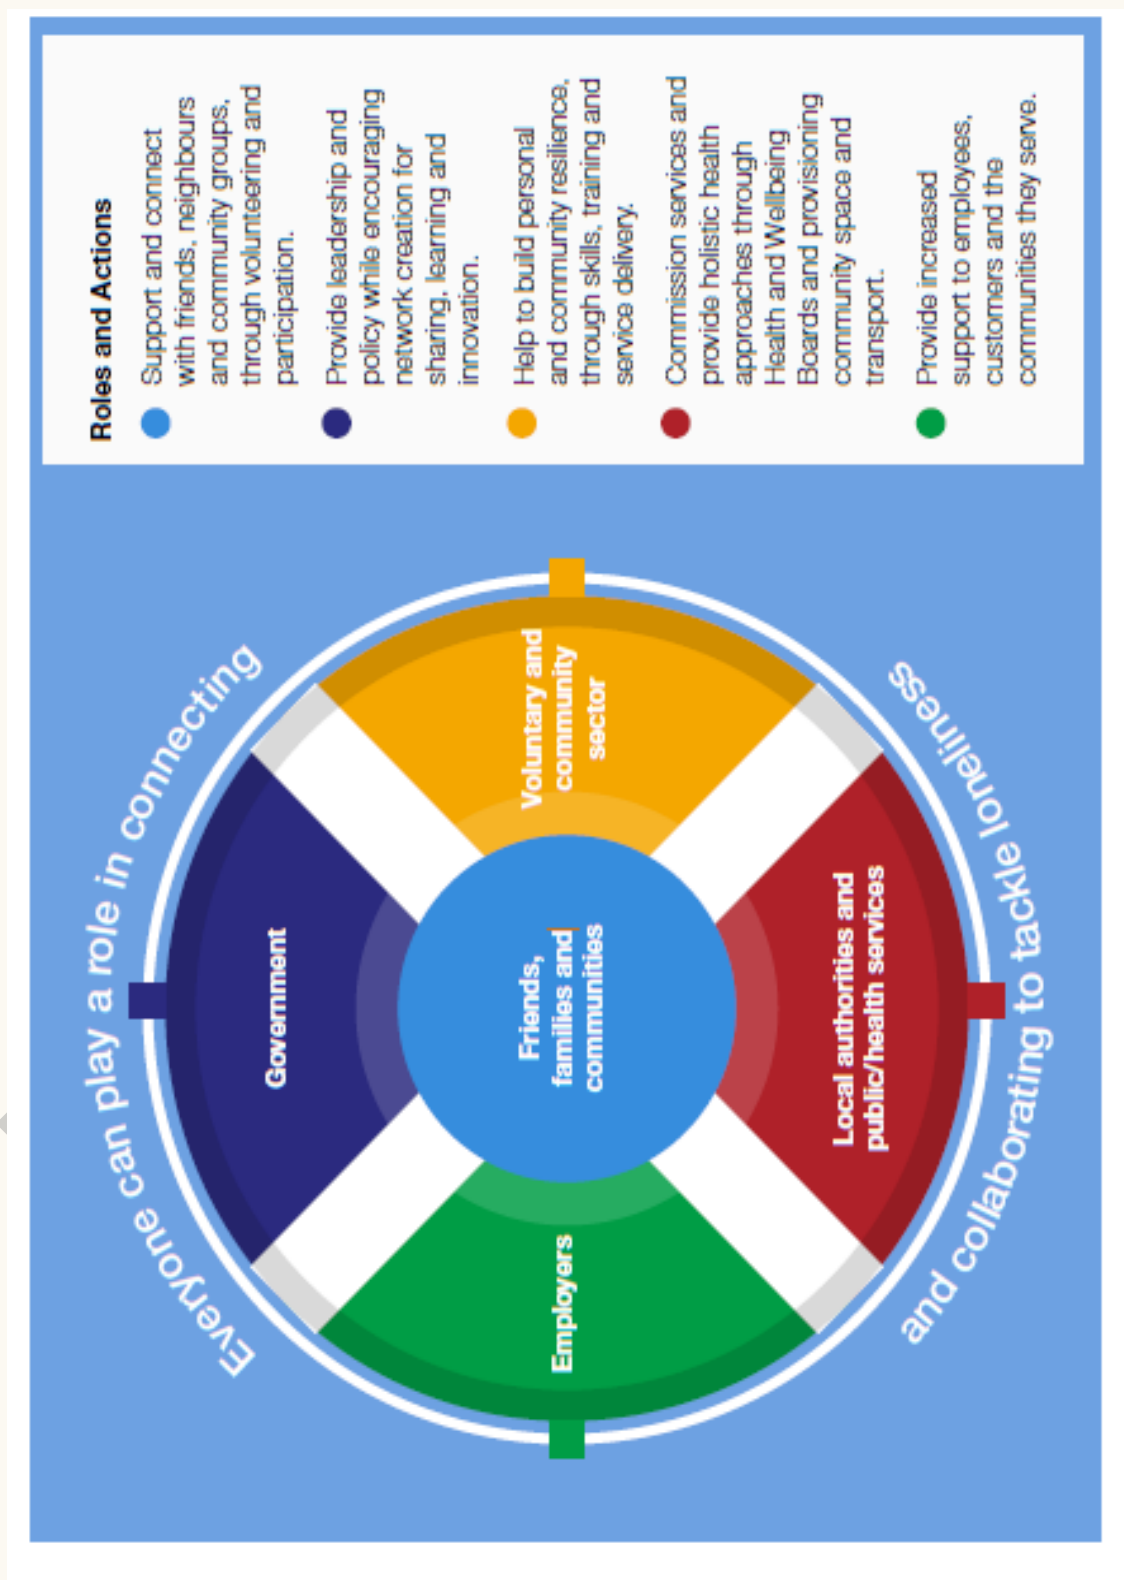 Everyone can play a role in connecting
Government
Employers
Friends,
families and
communities
Voluntary and
community
sector
Local authorities and
public/health services
and collaborating to tackle loneliness
Roles and Actions
Support and connect
with friends, neighbours
and community groups,
through volunteering and
participation.
Provide leadership and
policy while encouraging
network creation for
sharing, learning and
innovation.
Help to build personal
and community resilience,
through skills, training and
service delivery.
Commission services and
provide holistic health
approaches through
Health and Wellbeing
Boards and provisioning
community space and
transport.
Provide increased
support to employees,
customers and the
communities they serve.